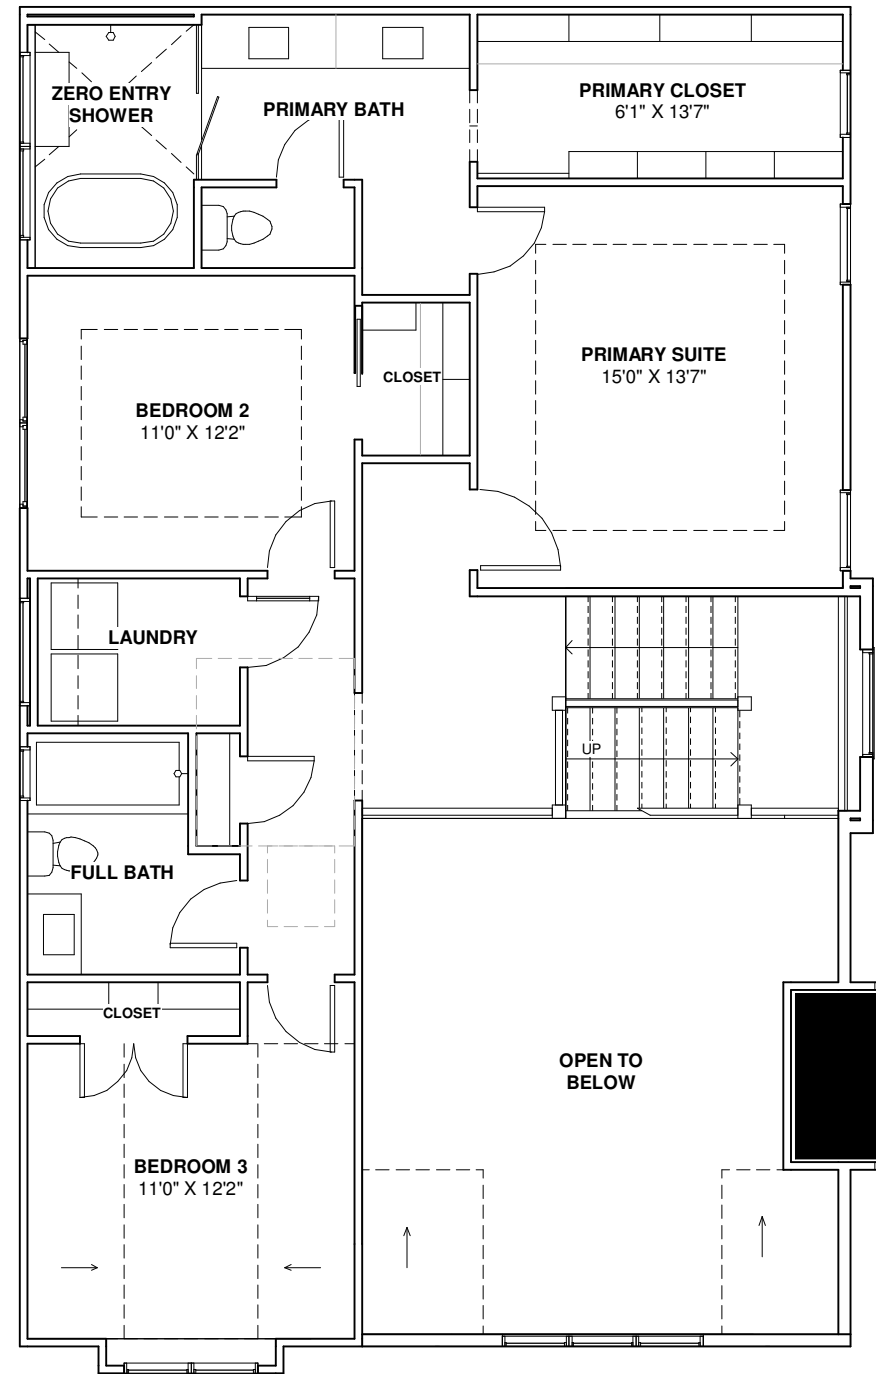 ZERO ENTRY
SHOWER
PRIMARY BATH
PRIMARY CLOSET
6'1" X 13'7"
PRIMARY SUITE
15'0" X 13'7"
CLOSET
BEDROOM 2
11'0" X 12'2"
LAUNDRY
UP
FULL BATH
CLOSET
OPEN TO
BELOW
BEDROOM 3
11'0" X 12'2"